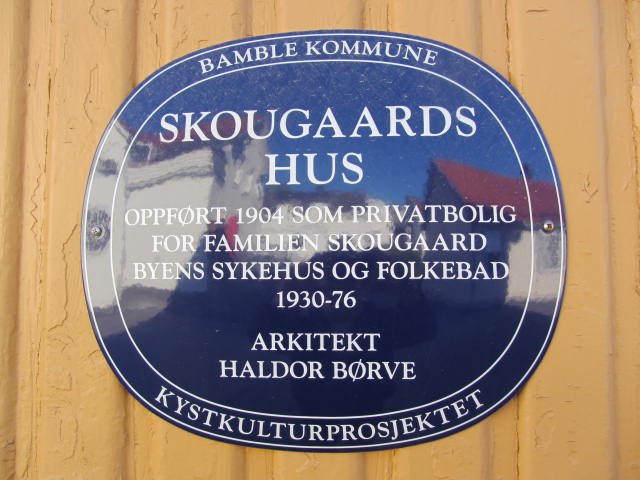 BAMBLE KOMMUNE
SKOUGAARDS
HUS
OPPFØRT 1904 SOM PRIVATBOLIG
FOR FAMILIEN SKOUGAARD
BYENS SYKEHUS OG FOLKEBAD
1930-76
ARKITEKT
HALDOR BØRVE
KYSTKULTURPROSJEKTET